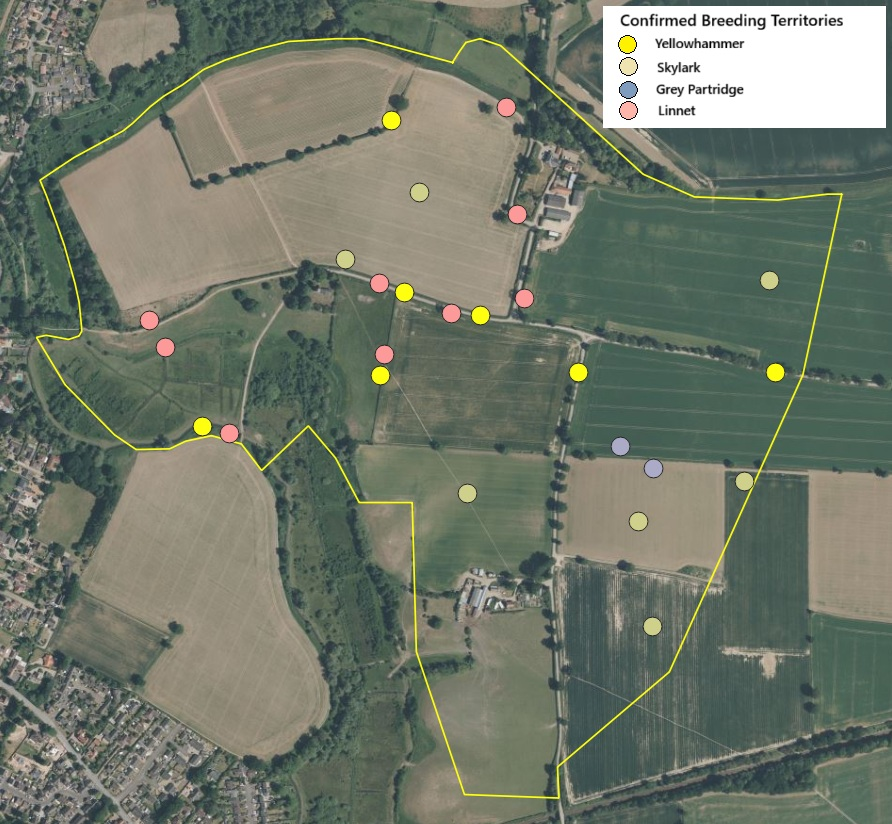 Confirmed Breeding Territories
Yellowhammer
Skylark
Grey Partridge
Linnet